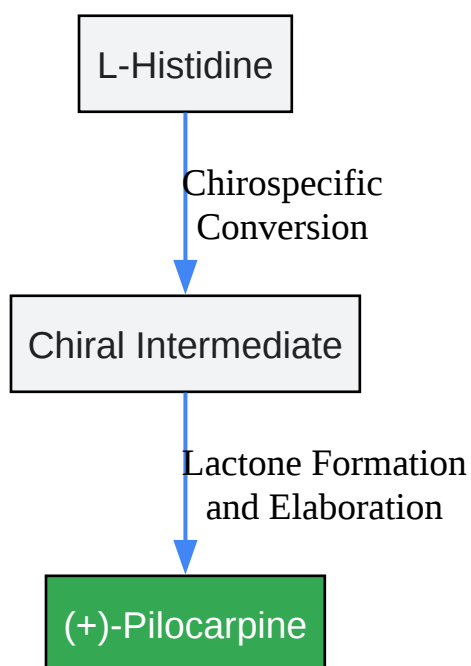 L-Histidine
Chirospecific
Conversion
Chiral Intermediate
Lactone Formation
and Elaboration
(+)-Pilocarpine